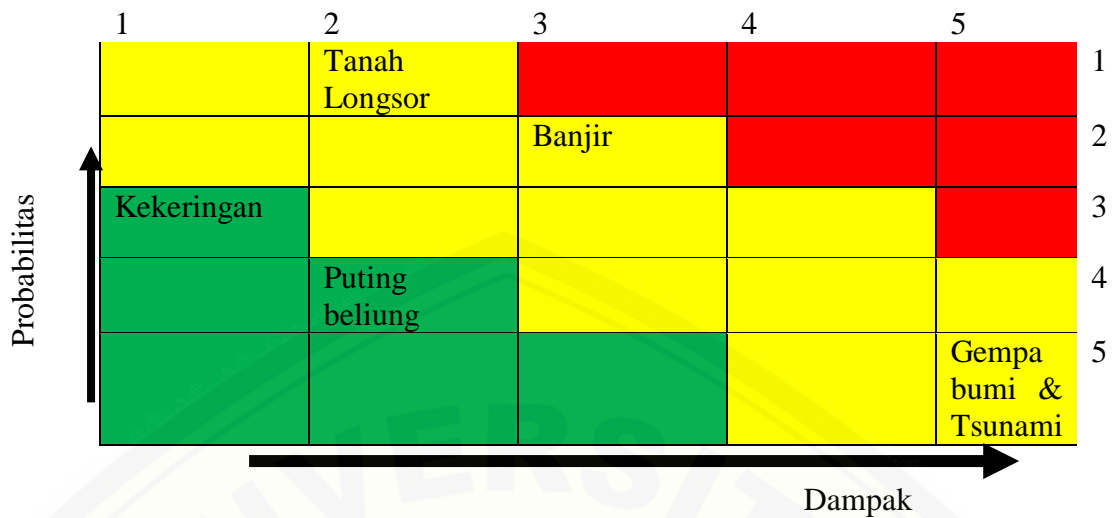 1 2 3 4 5
Tanah
Longsor
1
Banjir
2
Kekeringan
3
Puting
beliung
4
Gempa
bumi &
Tsunami
5
Probabilitas
Dampak